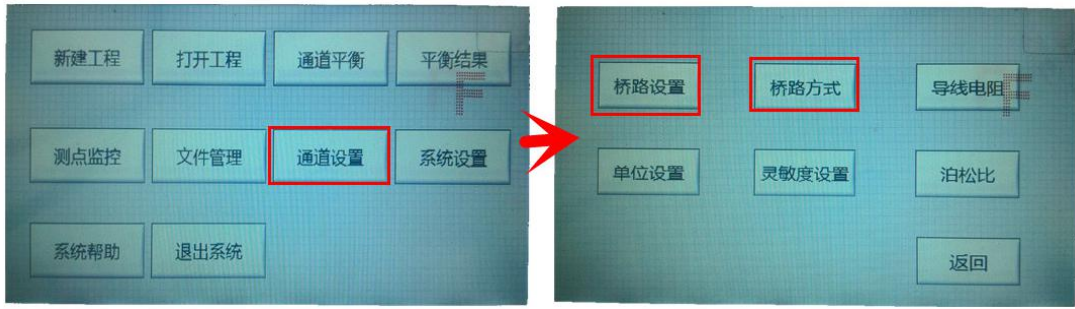 新建工程 打开工程 通道平衡 平衡结果
测点监控 文件管理 通道设置 系统设置
系统帮助 退出系统
桥路设置 桥路方式 导线电阻
单位设置 灵敏度设置 泊松比
返回